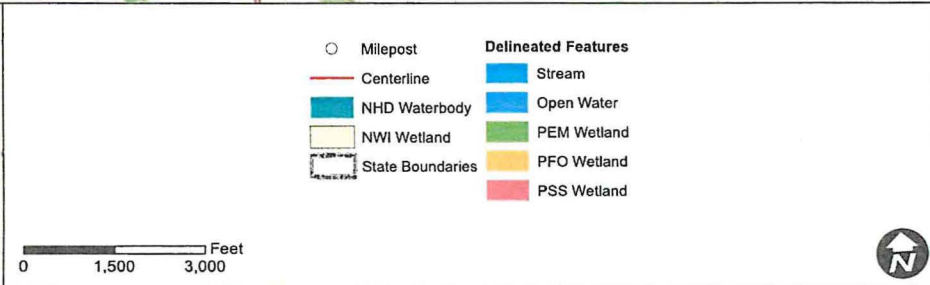 Milepost
Centerline
NHD Waterbody
NWI Wetland
State Boundaries
Delineated Features
Stream
Open Water
PEM Wetland
PFO Wetland
PSS Wetland
Feet
0 1,500 3,000
N